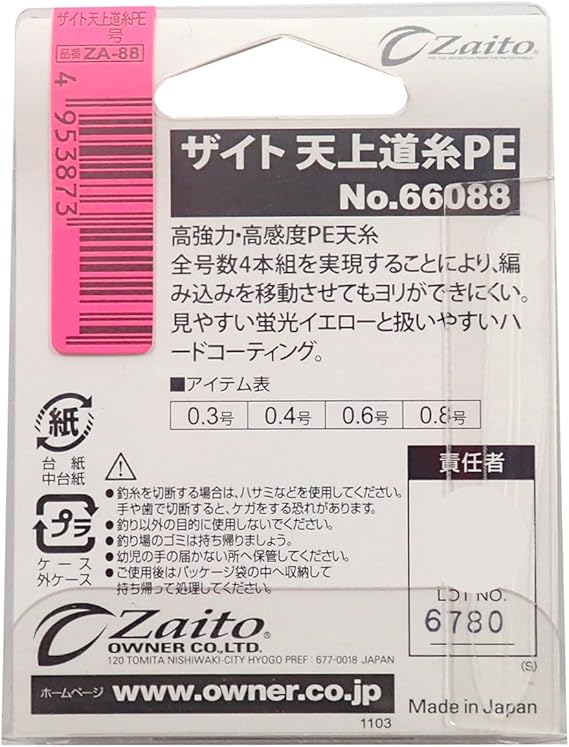 ザイト天上道糸PE
号
品番 ZA-88
4 953873
Zaito®
ザイト 天上道糸PE
No.66088
高強力・高感度PE天糸
全号数4本組を実現することにより、編
み込みを移動させてもヨリができにくい。
見やすい蛍光イエローと扱いやすいハ
ードコーティング。
■アイテム表
0.3号 0.4号 0.6号 0.8号
紙
台紙
中台紙
プラ
ケース
外ケース
●釣糸を切断する場合は、ハサミなどを使用してください。
手や歯で切断すると、ケガをする恐れがあります。
●釣り以外の目的に使用しないでください。
●釣り場のゴミは持ち帰りましょう。
●幼児の手の届かない所へ保管してください。
●ご使用後はパッケージ袋の中へ収納して
持ち帰って処理してください。
責任者
LOT NO.
6780
(S)
Zaito®
OWNER CO.,LTD.
120 TOMITA NISHIWAKI-CITY HYOGO PREF : 677-0018 JAPAN
ホームページ www.owner.co.jp
Made in Japan
1103